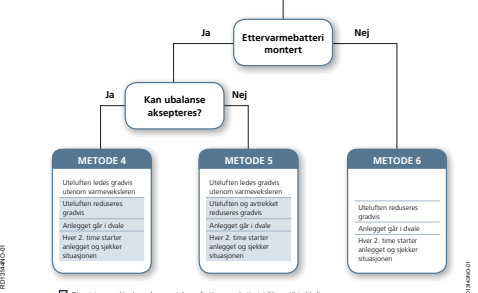 Ja
Ettervarmebatteri
montert
Nej
Ja
Kan ubalanse
aksepteres?
Nej
METODE 4
Uteluften ledes gradvis
utenom varmeveksleren
Uteluften reduseres
gradvis
Anlegget går i dvale
Hver 2. time starter
anlegget og sjekker
situasjonen
METODE 5
Uteluften ledes gradvis
utenom varmeveksleren
Uteluften og avtrekket
reduseres gradvis
Anlegget går i dvale
Hver 2. time starter
anlegget og sjekker
situasjonen
METODE 6
Uteluften reduseres
gradvis
Anlegget går i dvale
Hver 2. time starter
anlegget og sjekker
situasjonen
RD13144NO-01